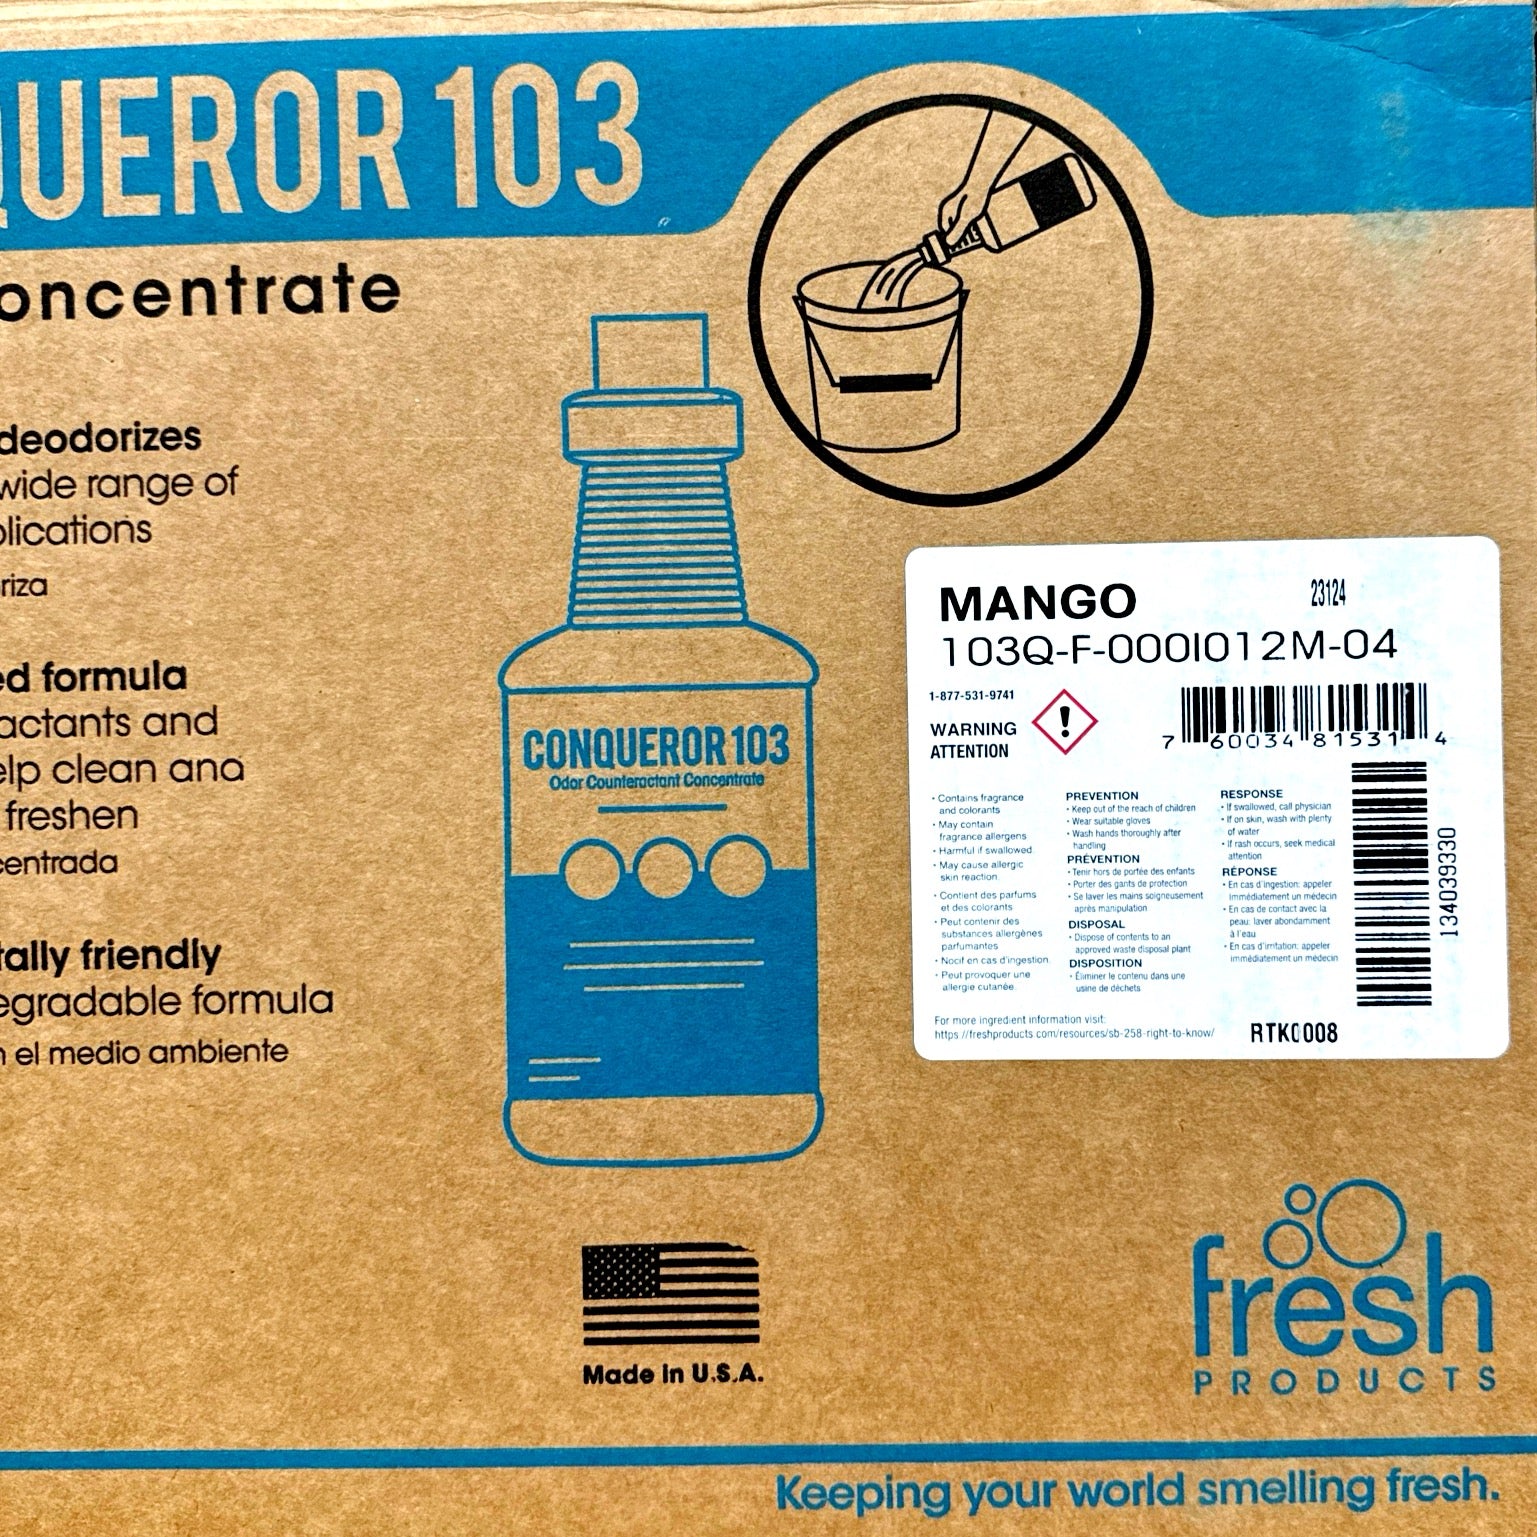 QUEROR 103
oncentrate
deodorizes
wide range of
plications
riza
ed formula
actants and
elp clean and
freshen
centrada
tally friendly
egradable formula
n el medio ambiente
CONQUEROR 103
Odor Counteractant Concentrate
Made in U.S.A.
MANGO
23124
103Q-F-000I012M-04
1-877-531-9741
WARNING
ATTENTION
7 60034 81531 4
• Contains fragrance
and colorants
• May contain
fragrance allergens
• Harmful if swallowed.
• May cause allergic
skin reaction.
• Contient des parfums
et des colorants
• Peut contenir des
substances allergènes
parfumantes
• Nocif en cas d'ingestion.
• Peut provoquer une
allergie cutanée.
PREVENTION
• Keep out of the reach of children
• Wear suitable gloves
• Wash hands thoroughly after
handling
PRÉVENTION
• Tenir hors de portée des enfants
• Porter des gants de protection
• Se laver les mains soigneusement
après manipulation
DISPOSAL
• Dispose of contents to an
approved waste disposal plant
DISPOSITION
• Éliminer le contenu dans une
usine de déchets
RESPONSE
• If swallowed, call physician
• If on skin, wash with plenty
of water
• If rash occurs, seek medical
attention
RÉPONSE
• En cas d'ingestion: appeler
immédiatement un médecin
• En cas de contact avec la
peau: laver abondamment
à l'eau
• En cas d'irritation: appeler
immédiatement un médecin
134039330
For more ingredient information visit:
https://freshproducts.com/resources/sb-258-right-to-know/
RTK0008
fresh
PRODUCTS
Keeping your world smelling fresh.